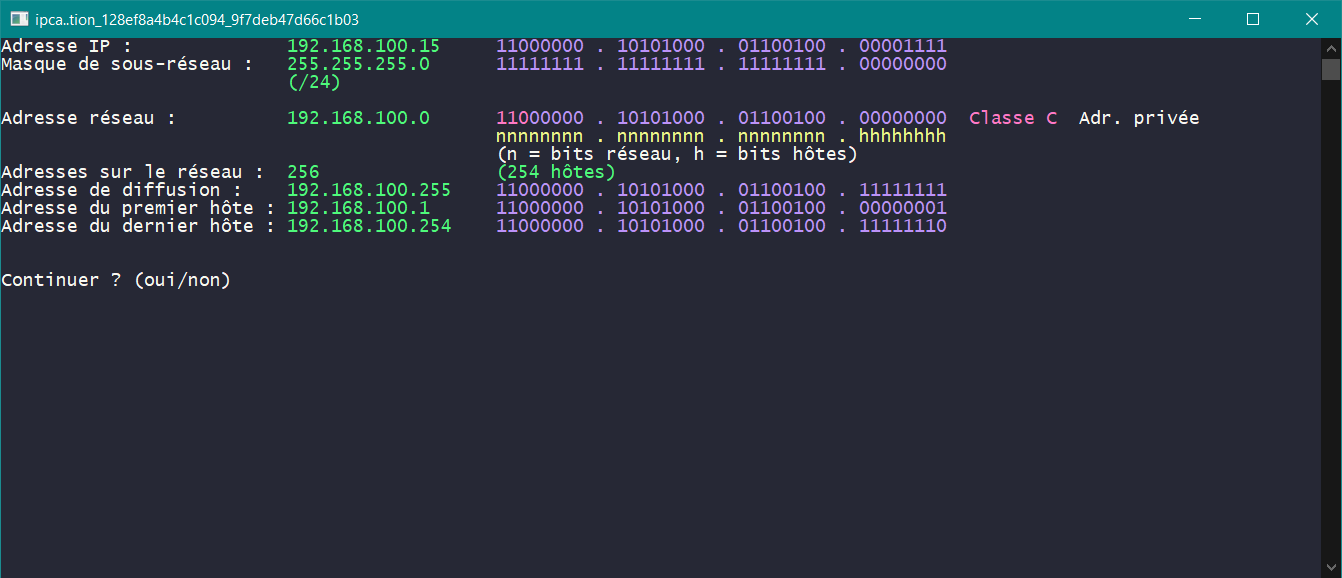 ipca..tion_128ef8a4b4c1c094_9f7deb47d66c1b03
Adresse IP : 192.168.100.15 11000000 . 10101000 . 01100100 . 00001111
Masque de sous-réseau : 255.255.255.0 11111111 . 11111111 . 11111111 . 00000000
(/24)
Adresse réseau : 192.168.100.0 11000000 . 10101000 . 01100100 . 00000000 Classe C Adr. privée
nnnnnnnn . nnnnnnnn . nnnnnnnn . hhhhhhhh
(n = bits réseau, h = bits hôtes)
Adresses sur le réseau : 256 (254 hôtes)
Adresse de diffusion : 192.168.100.255 11000000 . 10101000 . 01100100 . 11111111
Adresse du premier hôte : 192.168.100.1 11000000 . 10101000 . 01100100 . 00000001
Adresse du dernier hôte : 192.168.100.254 11000000 . 10101000 . 01100100 . 11111110
Continuer ? (oui/non)